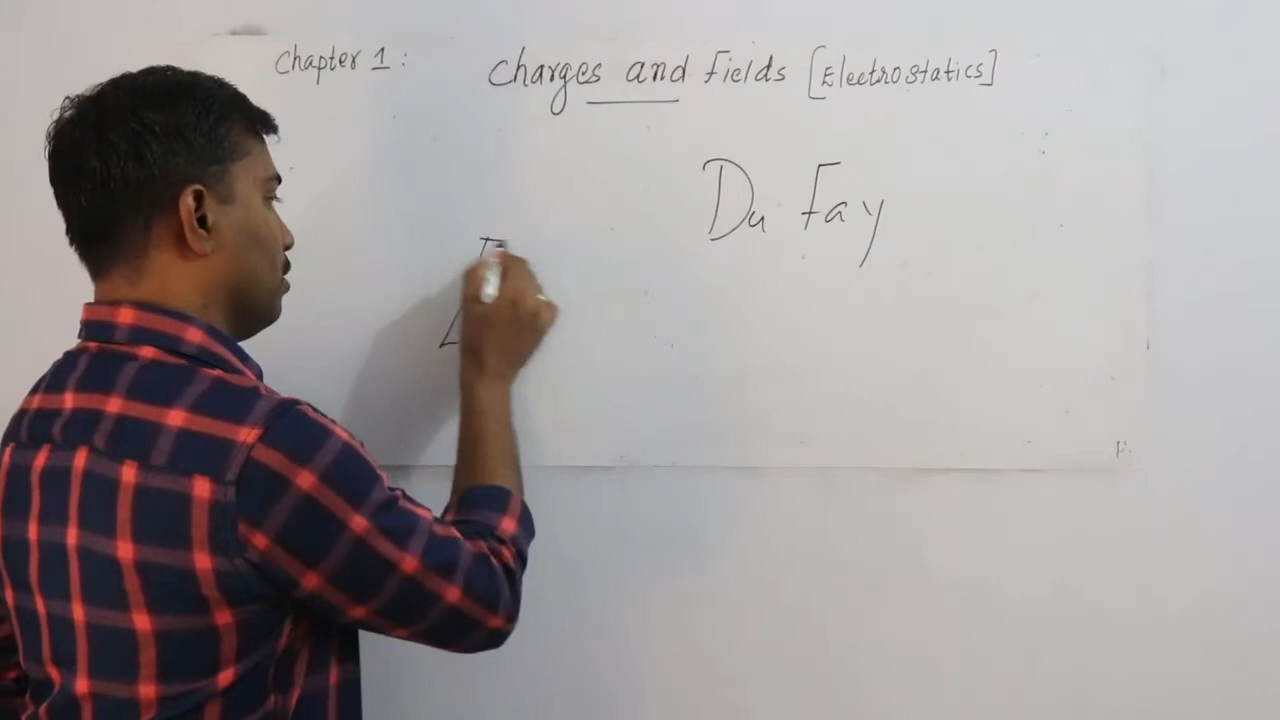 Chapter 1 : Charges and Fields [Electrostatics]
Du Fay